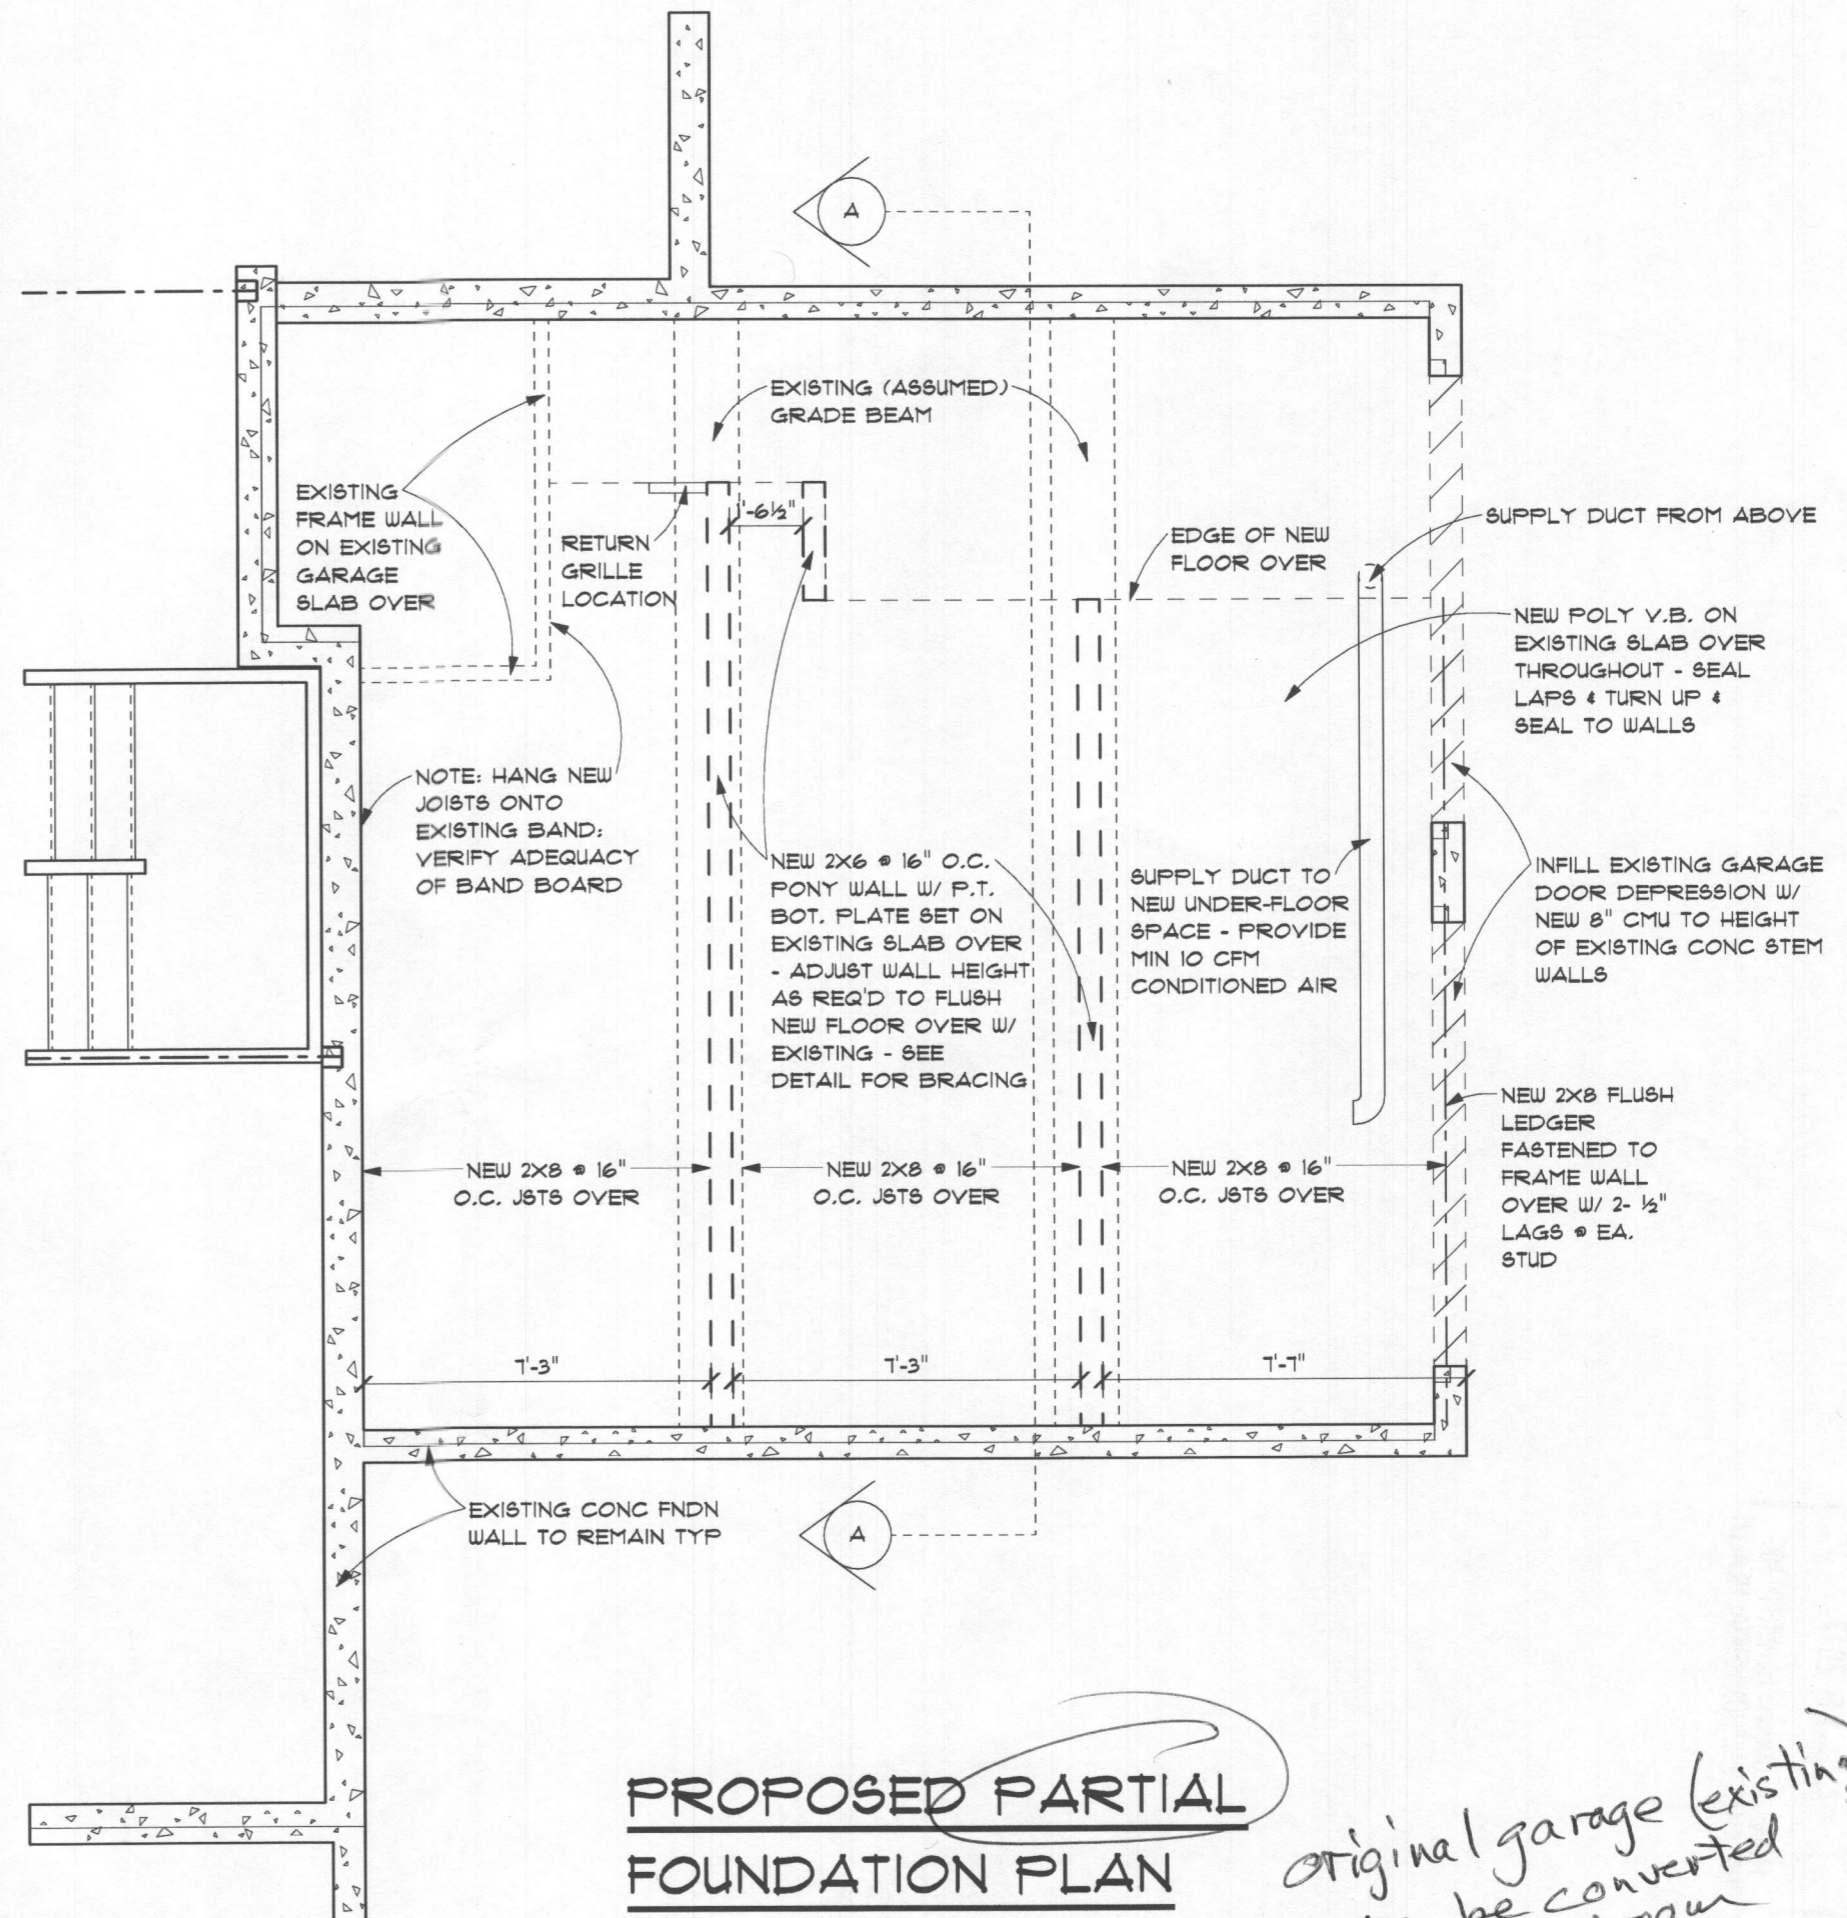 A
EXISTING (ASSUMED)
GRADE BEAM
EXISTING
FRAME WALL
ON EXISTING
GARAGE
SLAB OVER
RETURN
GRILLE
LOCATION
1'-6½"
EDGE OF NEW
FLOOR OVER
SUPPLY DUCT FROM ABOVE
NEW POLY V.B. ON
EXISTING SLAB OVER
THROUGHOUT - SEAL
LAPS & TURN UP &
SEAL TO WALLS
NOTE: HANG NEW
JOISTS ONTO
EXISTING BAND:
VERIFY ADEQUACY
OF BAND BOARD
NEW 2X6 @ 16" O.C.
PONY WALL W/ P.T.
BOT. PLATE SET ON
EXISTING SLAB OVER
- ADJUST WALL HEIGHT
AS REQ'D TO FLUSH
NEW FLOOR OVER W/
EXISTING - SEE
DETAIL FOR BRACING
SUPPLY DUCT TO
NEW UNDER-FLOOR
SPACE - PROVIDE
MIN 10 CFM
CONDITIONED AIR
INFILL EXISTING GARAGE
DOOR DEPRESSION W/
NEW 8" CMU TO HEIGHT
OF EXISTING CONC STEM
WALLS
NEW 2X8 FLUSH
LEDGER
FASTENED TO
FRAME WALL
OVER W/ 2- ½"
LAGS @ EA.
STUD
NEW 2X8 @ 16"
O.C. JSTS OVER
NEW 2X8 @ 16"
O.C. JSTS OVER
NEW 2X8 @ 16"
O.C. JSTS OVER
7'-3"
7'-3"
7'-7"
EXISTING CONC FNDN
WALL TO REMAIN TYP
A
PROPOSED PARTIAL
FOUNDATION PLAN
original garage (existing)
be converted